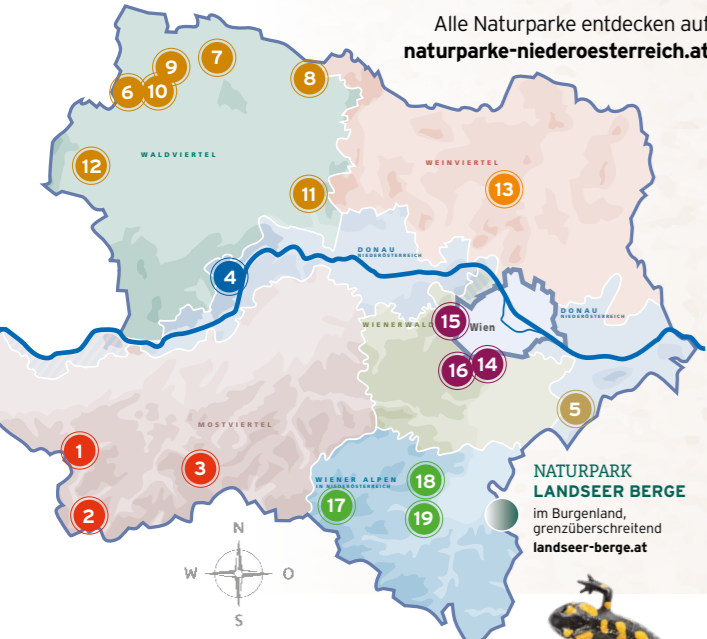 Alle Naturparke entdecken auf
naturparke-niederoesterreich.at
7
9
8
6
10
WALDVIERTEL
WEINVIERTEL
12
13
11
DONAU
NIEDERÖSTERREICH
4
DONAU
NIEDERÖSTERREICH
WIENERWALD
15
Wien
16
14
5
MOSTVIERTEL
1
3
2
WIENER ALPEN
IN NIEDERÖSTERREICH
18
17
19
NATURPARK
LANDSEER BERGE
im Burgenland,
grenzüberschreitend
landseer-berge.at
N
W
O
S